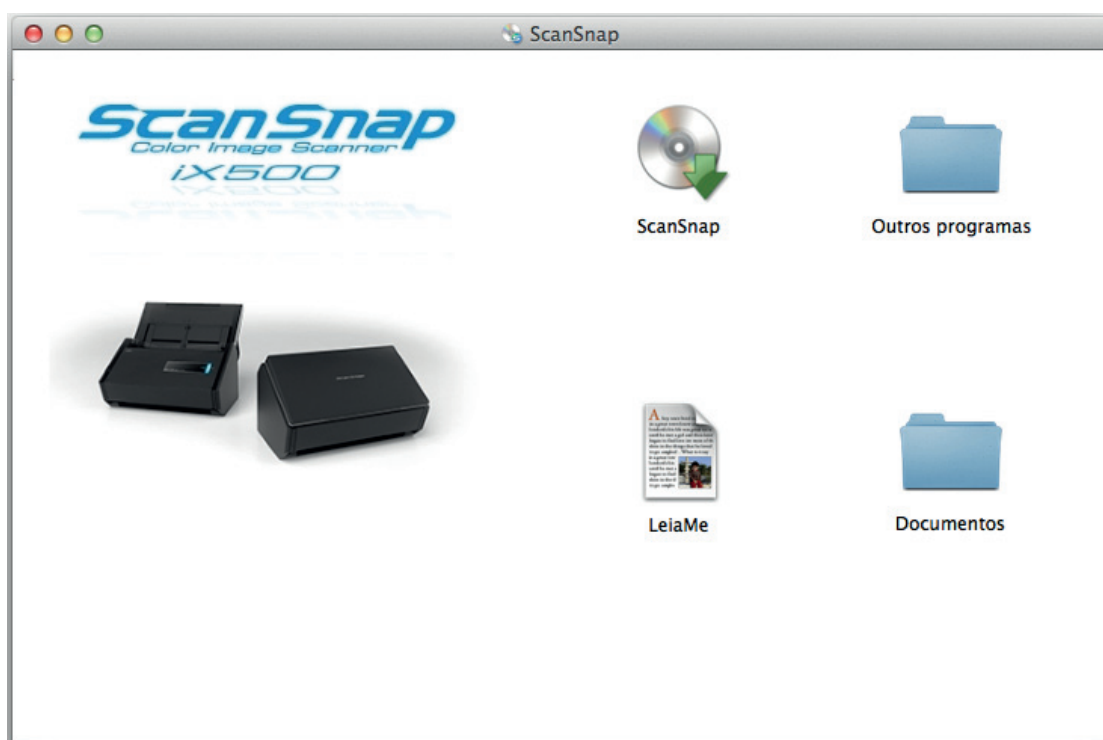 ScanSnap
ScanSnap
Color Image Scanner
iX500
ScanSnap
Outros programas
LeiaMe
Documentos